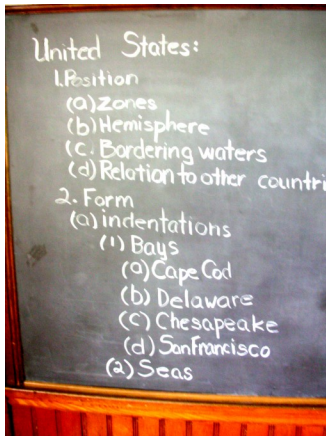 United States:
1. Position
(a) Zones
(b) Hemisphere
(c. Bordering waters
(d) Relation to other countri
2. Form
(a) indentations
(1) Bays
(a) Cape Cod
(b) Delaware
(c) Chesapeake
(d) San Francisco
(2) Seas